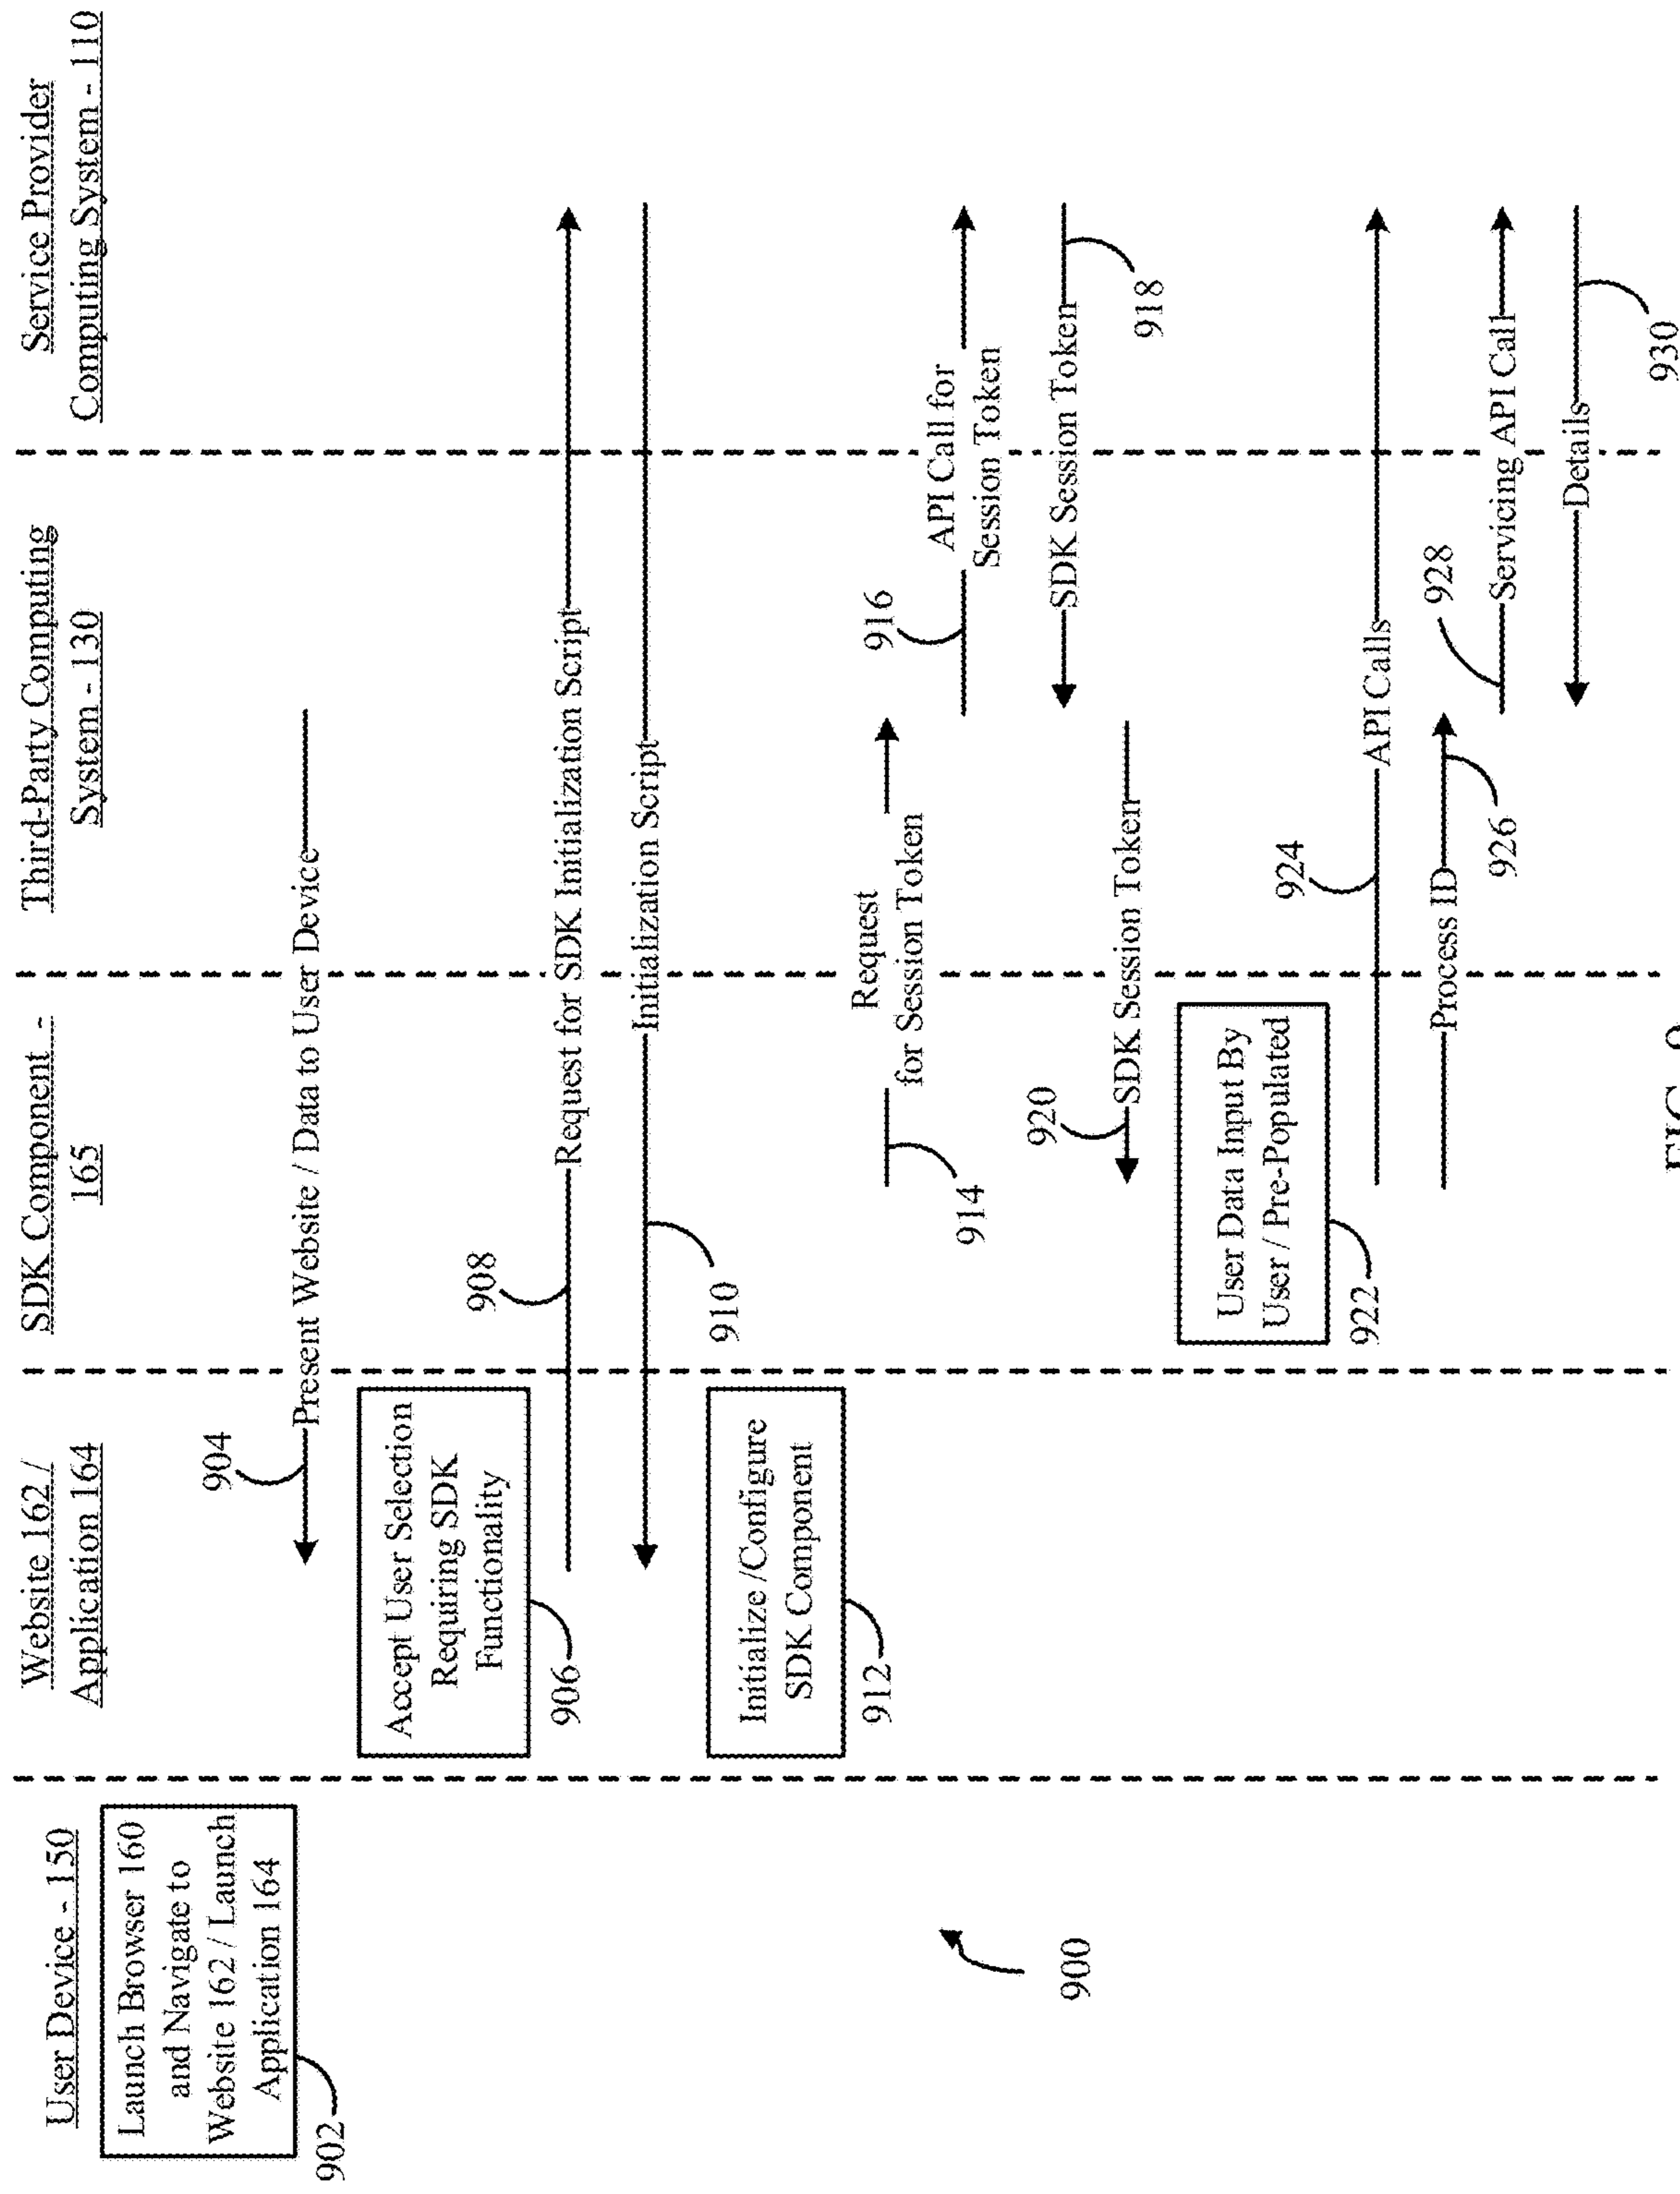 User Device - 150
Website 162 /
Application 164
SDK Component -
165
Third-Party Computing
System - 130
Service Provider
Computing System - 110
Launch Browser 160
and Navigate to
Website 162 / Launch
Application 164
902
904
Present Website / Data to User Device
Accept User Selection
Requiring SDK
Functionality
906
908
Request for SDK Initialization Script
Initialization Script
910
Initialize /Configure
SDK Component
912
Request
for Session Token
914
916
API Call for
Session Token
SDK Session Token
918
920
SDK Session Token
User Data Input By
User / Pre-Populated
922
924
API Calls
Process ID
926
928
Servicing API Call
Details
930
900
FIG. 9